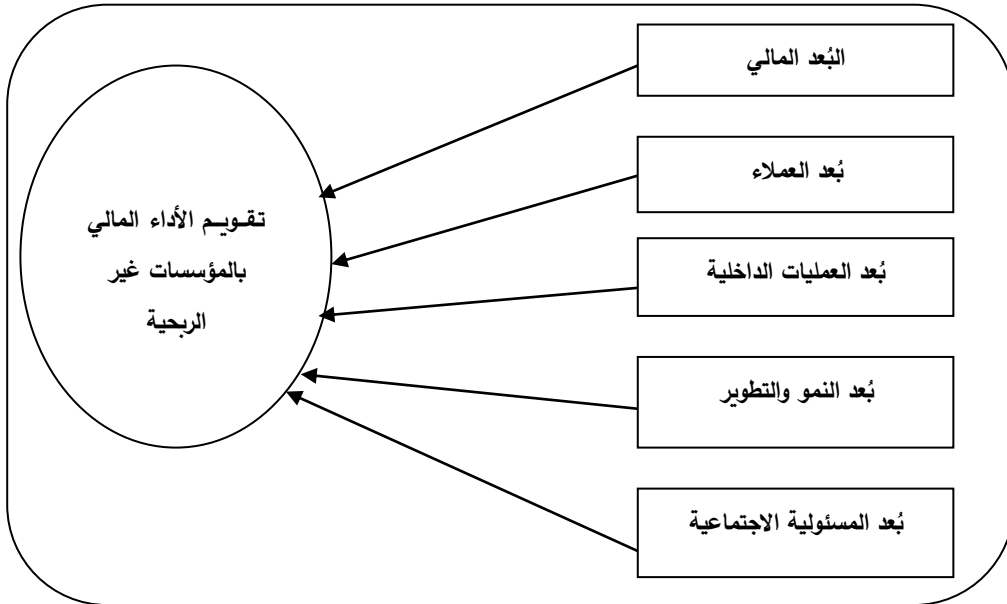 البُعد المالي
بُعد العملاء
بُعد العمليات الداخلية
بُعد النمو والتطوير
بُعد المسئولية الاجتماعية
تقـويـم الأداء المالي
بالمؤسسات غير
الربحية